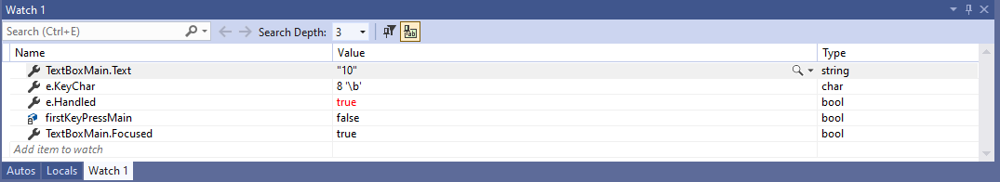 Watch 1
Search (Ctrl+E) Search Depth: 3
Name Value Type
TextBoxMain.Text "10" string
e.KeyChar 8 '\b' char
e.Handled true bool
firstKeyPressMain false bool
TextBoxMain.Focused true bool
Add item to watch
Autos Locals Watch 1